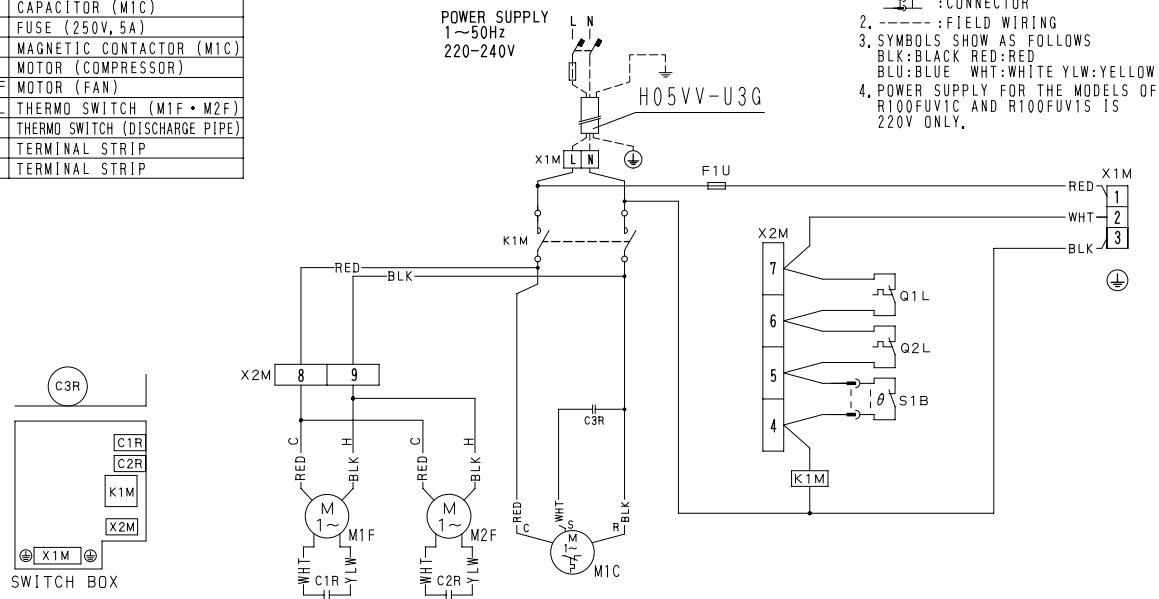 CAPACITOR (M1C)
FUSE (250V, 5A)
MAGNETIC CONTACTOR (M1C)
MOTOR (COMPRESSOR)
MOTOR (FAN)
THERMO SWITCH (M1F • M2F)
THERMO SWITCH (DISCHARGE PIPE)
TERMINAL STRIP
TERMINAL STRIP
POWER SUPPLY
1~50Hz
220-240V
L N
H05VV-U3G
:CONNECTOR
2. ----- :FIELD WIRING
3. SYMBOLS SHOW AS FOLLOWS
BLK:BLACK RED:RED
BLU:BLUE WHT:WHITE YLW:YELLOW
4. POWER SUPPLY FOR THE MODELS OF
R100FUV1C AND R100FUV1S IS
220V ONLY.
X1M L N
F1U
X1M
RED 1
WHT 2
BLK 3
K1M
X2M
7
6
5
4
Q1L
Q2L
θ S1B
K1M
RED
BLK
X2M 8 9
C H C H
RED BLK RED BLK
M
1~
M1F
M
1~
M2F
WHT C1R YLW
WHT C2R YLW
C3R
RED WHT BLK
C S R
M
1~
M1C
C3R
C1R
C2R
K1M
X2M
X1M
SWITCH BOX